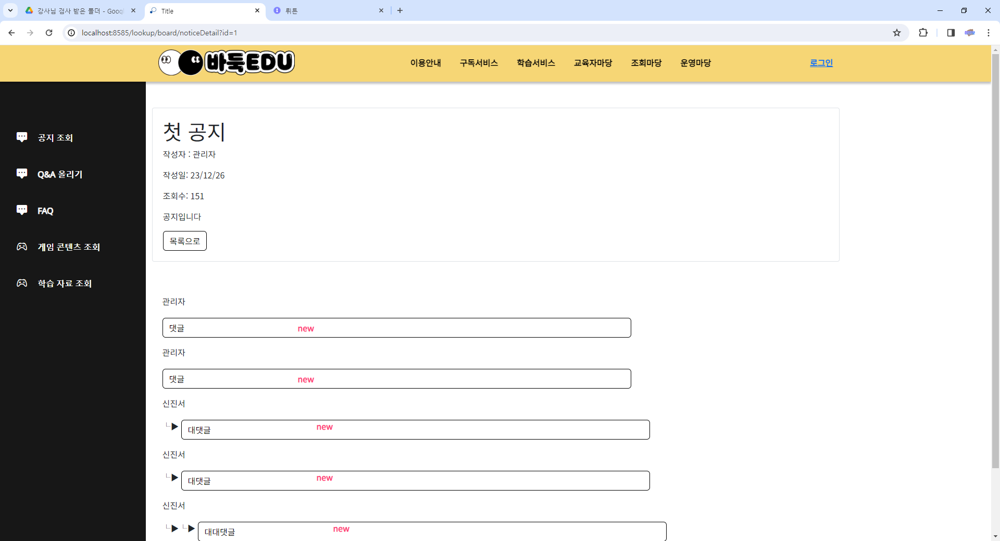 강사님 검사 받은 폴더 - Goog
Title
뤼튼
localhost:8585/lookup/board/noticeDetail?id=1
바둑EDU
이용안내
구독서비스
학습서비스
교육자마당
조회마당
운영마당
로그인
공지 조회
Q&A 올리기
FAQ
게임 콘텐츠 조회
학습 자료 조회
첫 공지
작성자 : 관리자
작성일: 23/12/26
조회수: 151
공지입니다
목록으로
관리자
댓글 new
관리자
댓글 new
신진서
└▶ 대댓글 new
신진서
└▶ 대댓글 new
신진서
└▶ └▶ 대대댓글 new